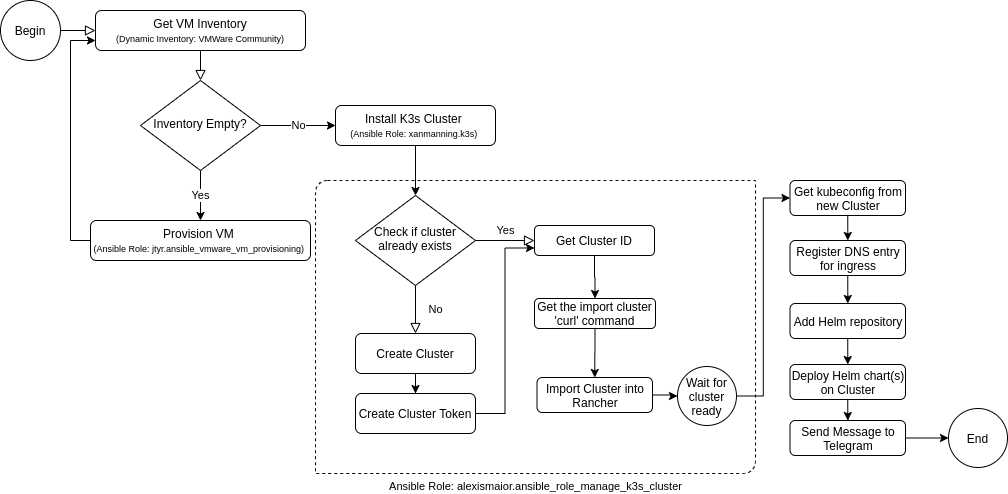 Begin
Get VM Inventory
(Dynamic Inventory: VMWare Community)
Inventory Empty?
No
Install K3s Cluster
(Ansible Role: xanmanning.k3s)
Yes
Provision VM
(Ansible Role: jtyr.ansible_vmware_vm_provisioning)
Check if cluster
already exists
Yes
Get Cluster ID
No
Create Cluster
Create Cluster Token
Get the import cluster
'curl' command
Import Cluster into
Rancher
Wait for
cluster
ready
Ansible Role: alexismaior.ansible_role_manage_k3s_cluster
Get kubeconfig from
new Cluster
Register DNS entry
for ingress
Add Helm repository
Deploy Helm chart(s)
on Cluster
Send Message to
Telegram
End